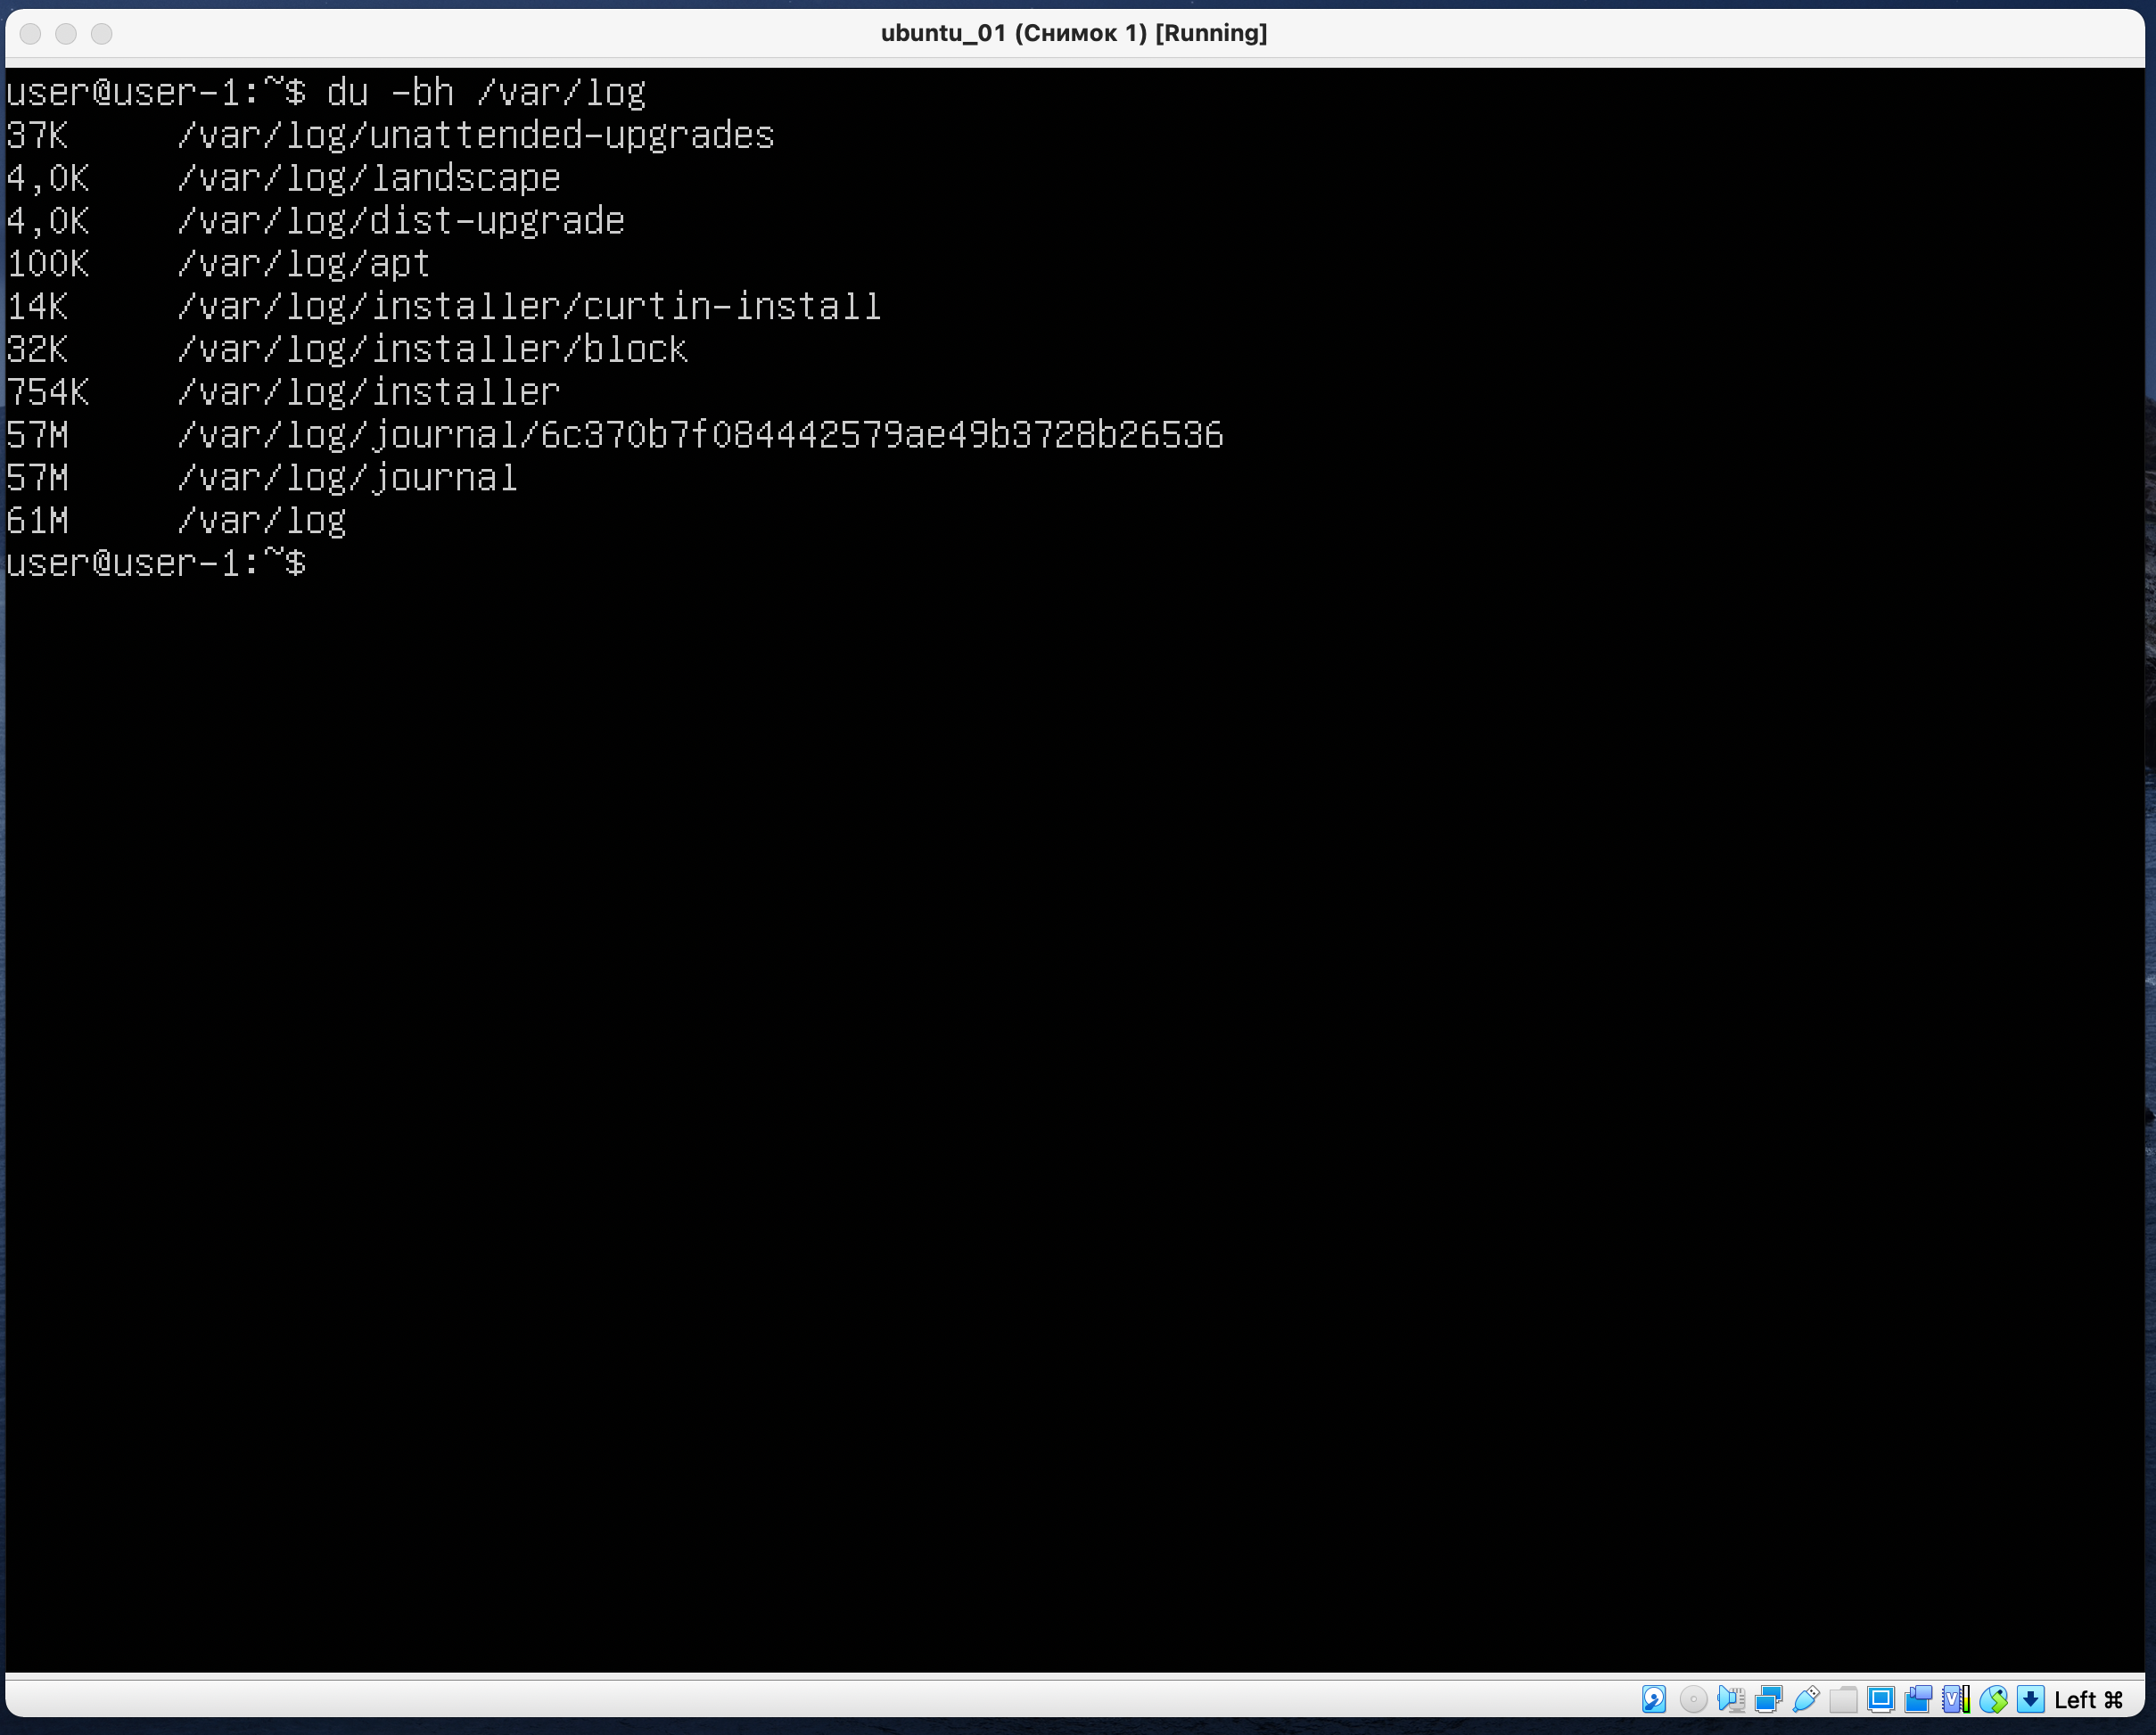 ubuntu_01 (Снимок 1) [Running]
user@user-1:~$ du -bh /var/log
37K /var/log/unattended-upgrades
4,0K /var/log/landscape
4,0K /var/log/dist-upgrade
100K /var/log/apt
14K /var/log/installer/curtin-install
32K /var/log/installer/block
754K /var/log/installer
57M /var/log/journal/6c370b7f084442579ae49b3728b26536
57M /var/log/journal
61M /var/log
user@user-1:~$
Left ⌘